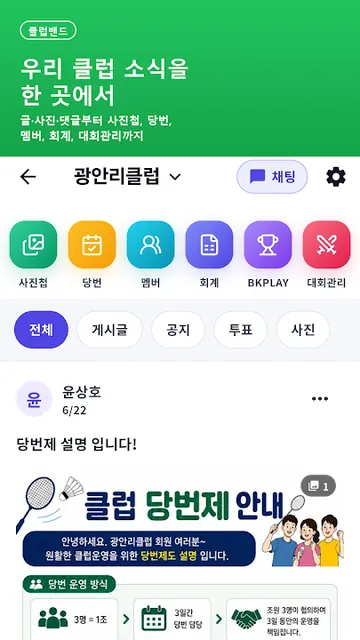 클럽밴드
우리 클럽 소식을
한 곳에서
글·사진·댓글부터 사진첩, 당번,
멤버, 회계, 대회관리까지
광안리클럽
채팅
사진첩
당번
멤버
회계
BKPLAY
대회관리
전체
게시글
공지
투표
사진
윤
윤상호
6/22
당번제 설명 입니다!
1
클럽 당번제 안내
안녕하세요. 광안리클럽 회원 여러분~
원활한 클럽운영을 위한 당번제도 설명 입니다.
당번 운영 방식
3명 = 1조
3일간
당번 담당
조원 3명이 협의하여
3일 동안의 운영을
책임집니다.